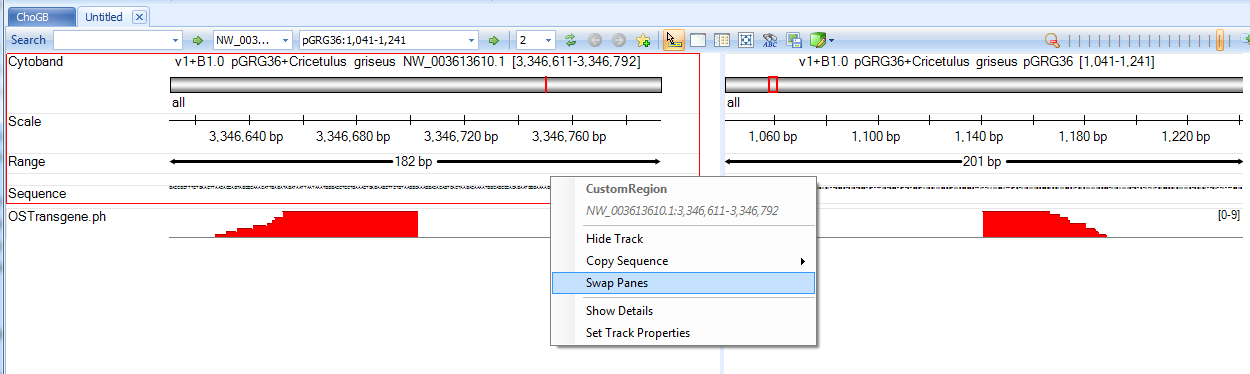 ChoGB
Untitled
Search NW_003... pGRG36:1,041-1,241 2 ABC
Cytoband
v1+B1.0 pGRG36+Cricetulus griseus NW_003613610.1 [3,346,611-3,346,792]
v1+B1.0 pGRG36+Cricetulus griseus pGRG36 [1,041-1,241]
all
all
Scale
3,346,640 bp 3,346,680 bp 3,346,720 bp 3,346,760 bp
1,060 bp 1,100 bp 1,140 bp 1,180 bp 1,220 bp
Range
182 bp
201 bp
Sequence
OSTransgene.ph
[0-9]
CustomRegion
NW_003613610.1:3,346,611-3,346,792
Hide Track
Copy Sequence
Swap Panes
Show Details
Set Track Properties